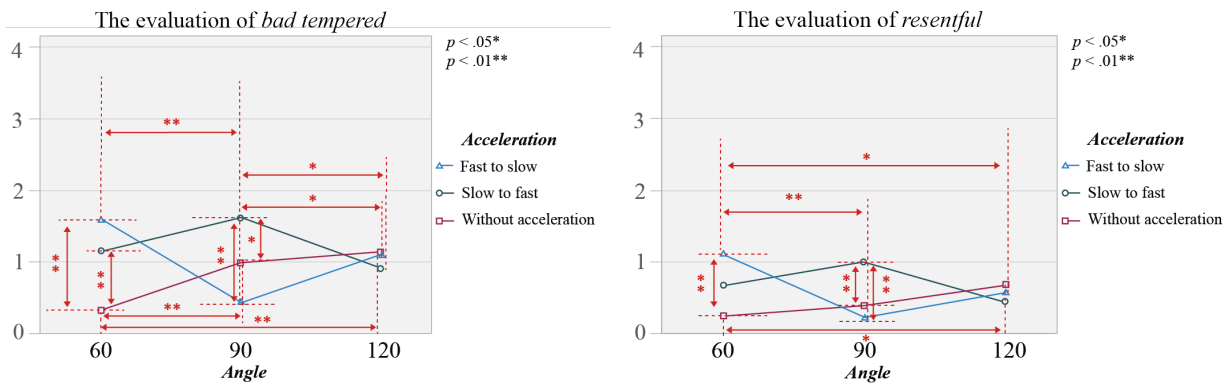 The evaluation of bad tempered
p < .05*
p < .01**
4
3
2
1
0
**
*
*
**
**
**
*
**
**
60
90
120
Angle
Acceleration
Fast to slow
Slow to fast
Without acceleration
The evaluation of resentful
p < .05*
p < .01**
4
3
2
1
0
*
**
**
**
**
*
60
90
120
Angle
Acceleration
Fast to slow
Slow to fast
Without acceleration